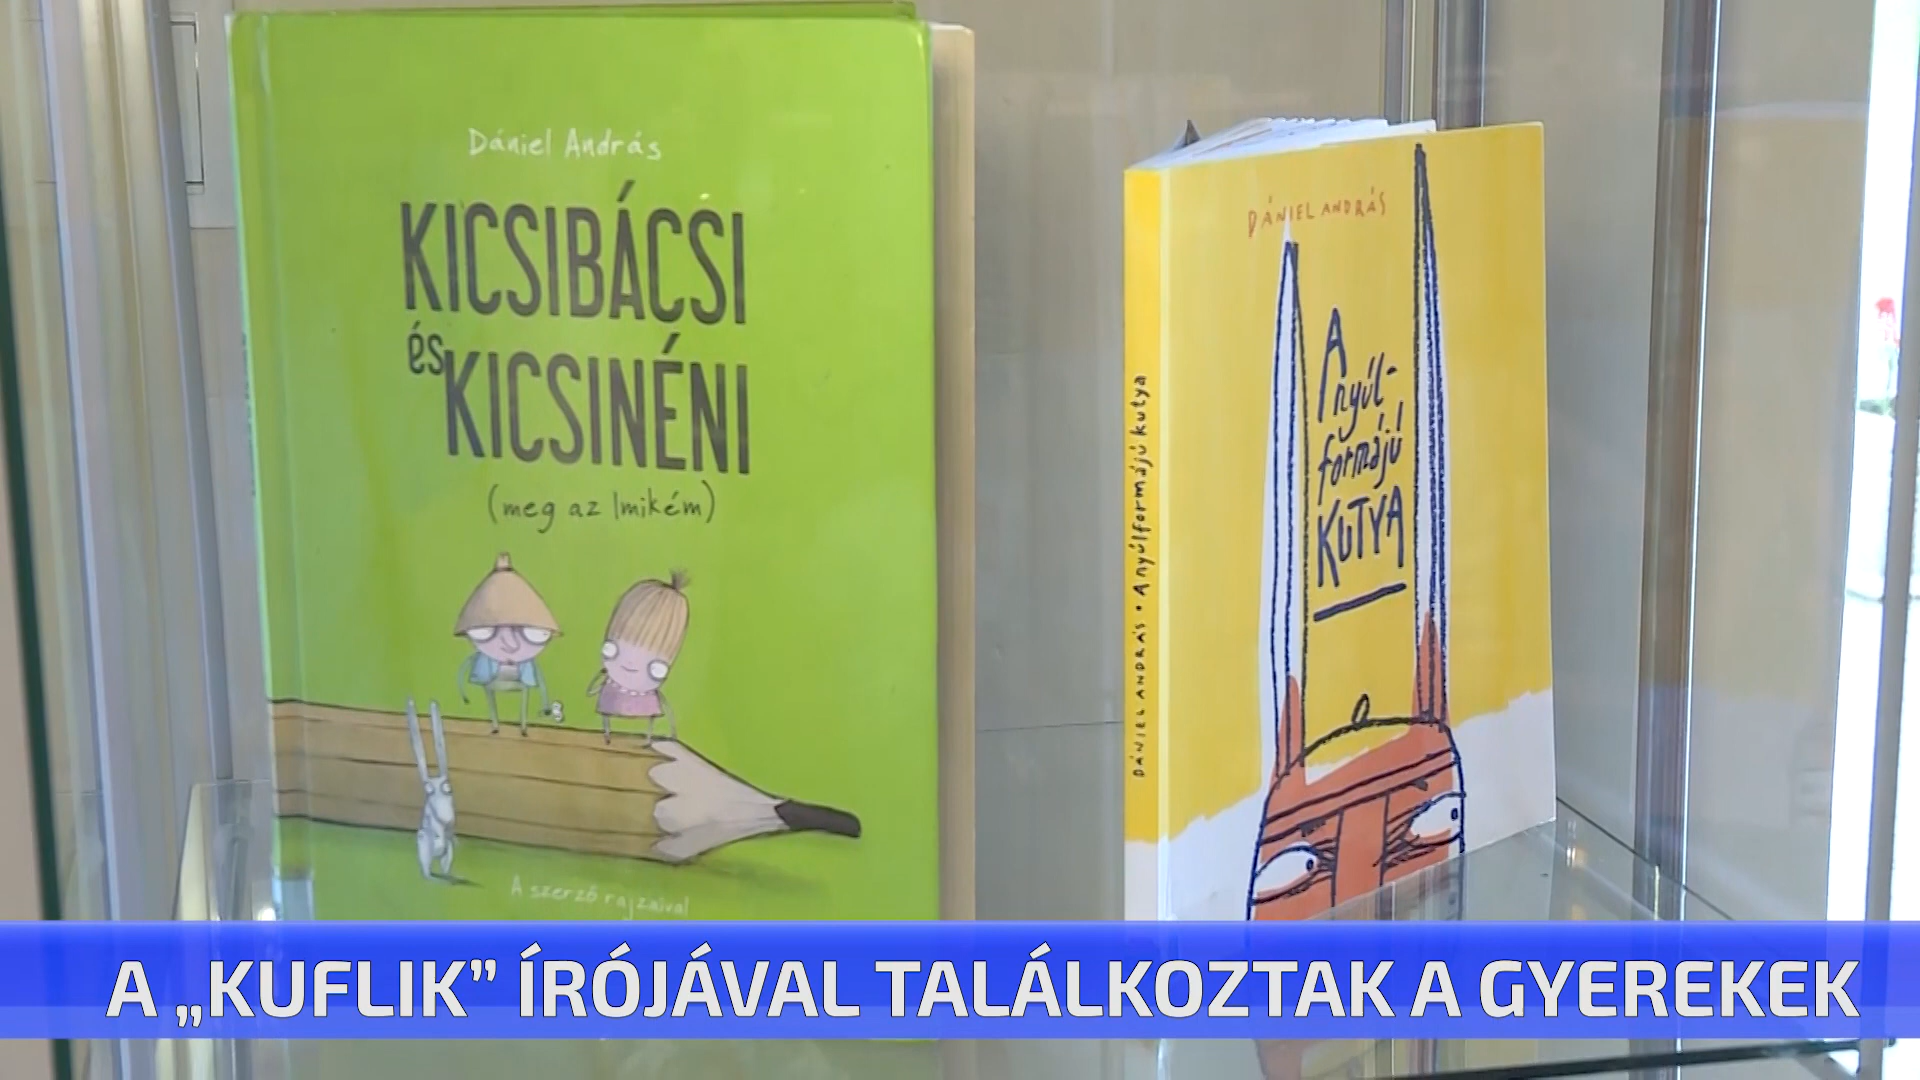 Dániel András
KICSIBÁCSI
és
KICSINÉNI
(meg az Imikém)
A szerző rajzaival
DÁNIEL ANDRÁS • A nyúlformájú kutya
DÁNIEL ANDRÁS
A
nyúl-
formájú
KUTYA
A „KUFLIK” ÍRÓJÁVAL TALÁLKOZTAK A GYEREKEK